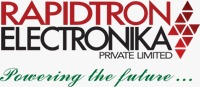 RAPIDTRON
ELECTRONIKA
PRIVATE LIMITED
Powering the future ...